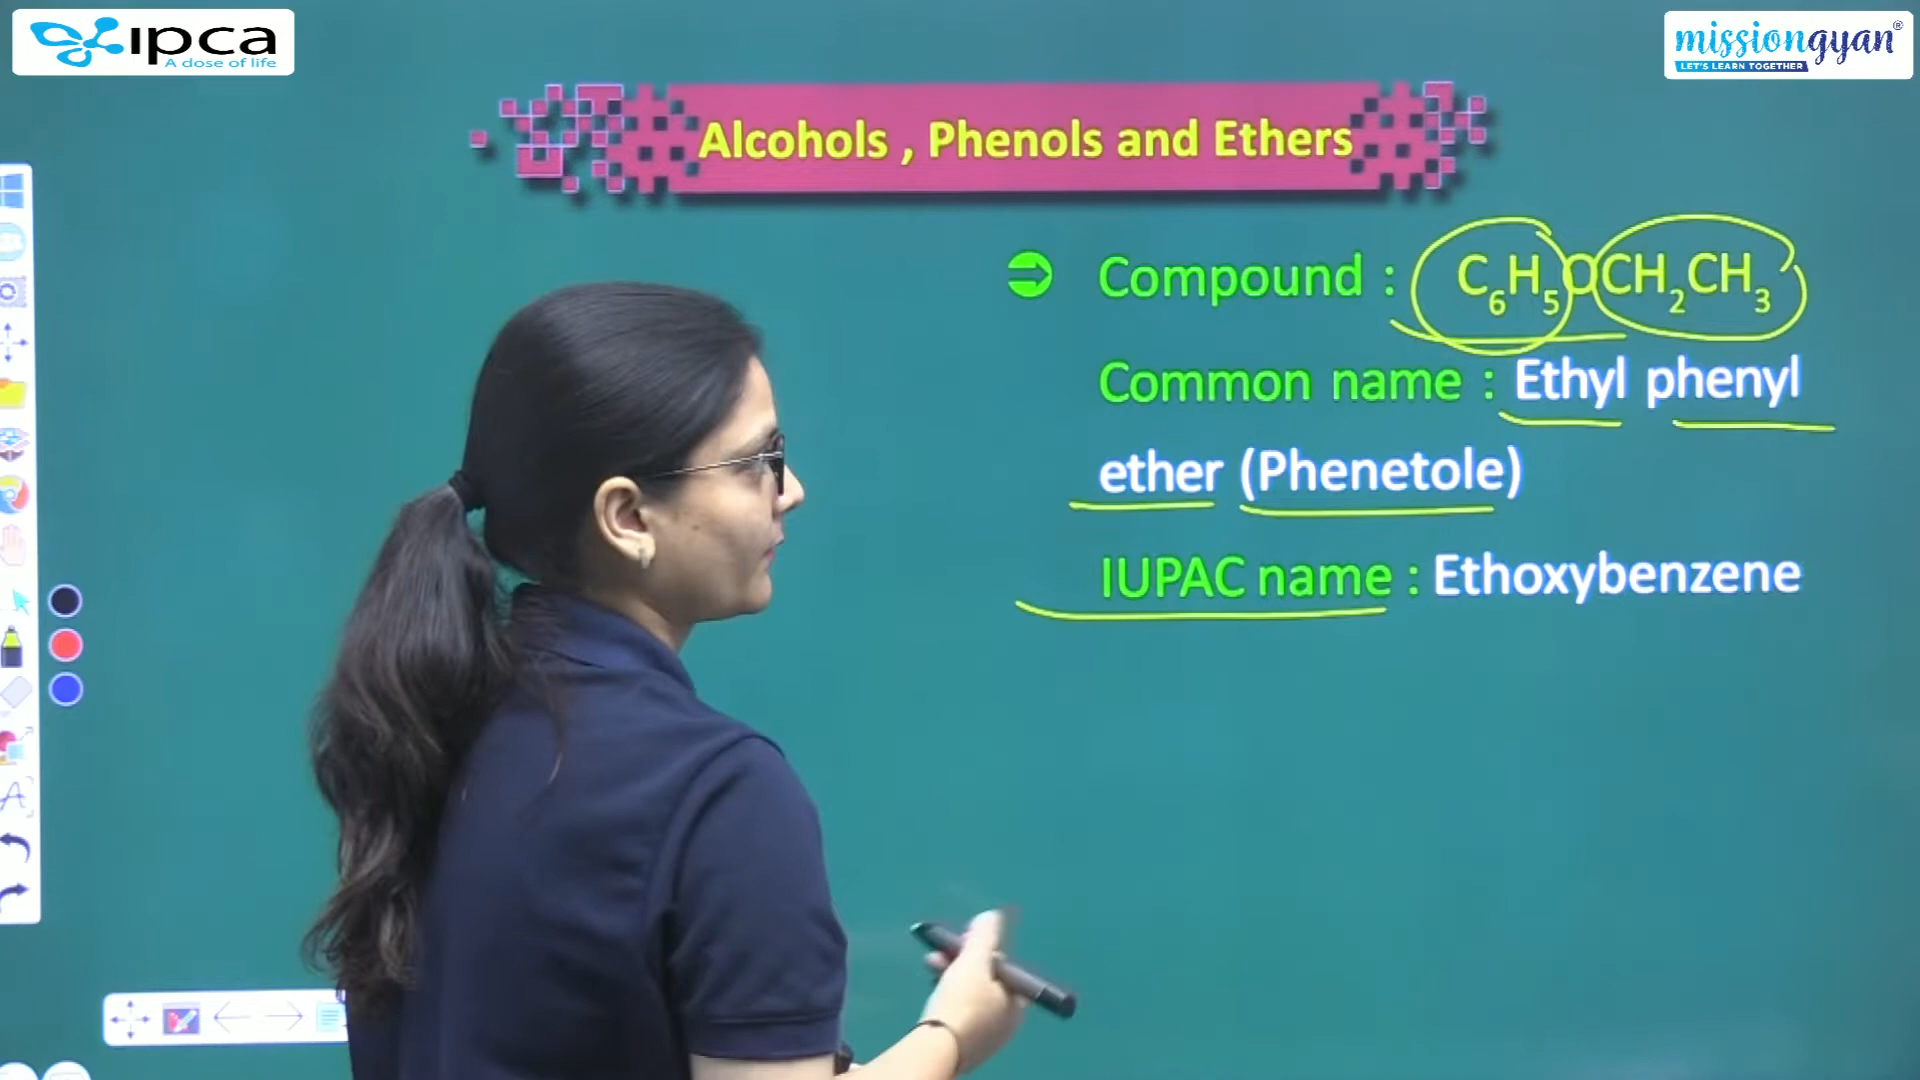 ipca
A dose of life
missiongyan®
LET'S LEARN TOGETHER
Alcohols , Phenols and Ethers
Compound : C₆H₅OCH₂CH₃
Common name : Ethyl phenyl
ether (Phenetole)
IUPAC name : Ethoxybenzene